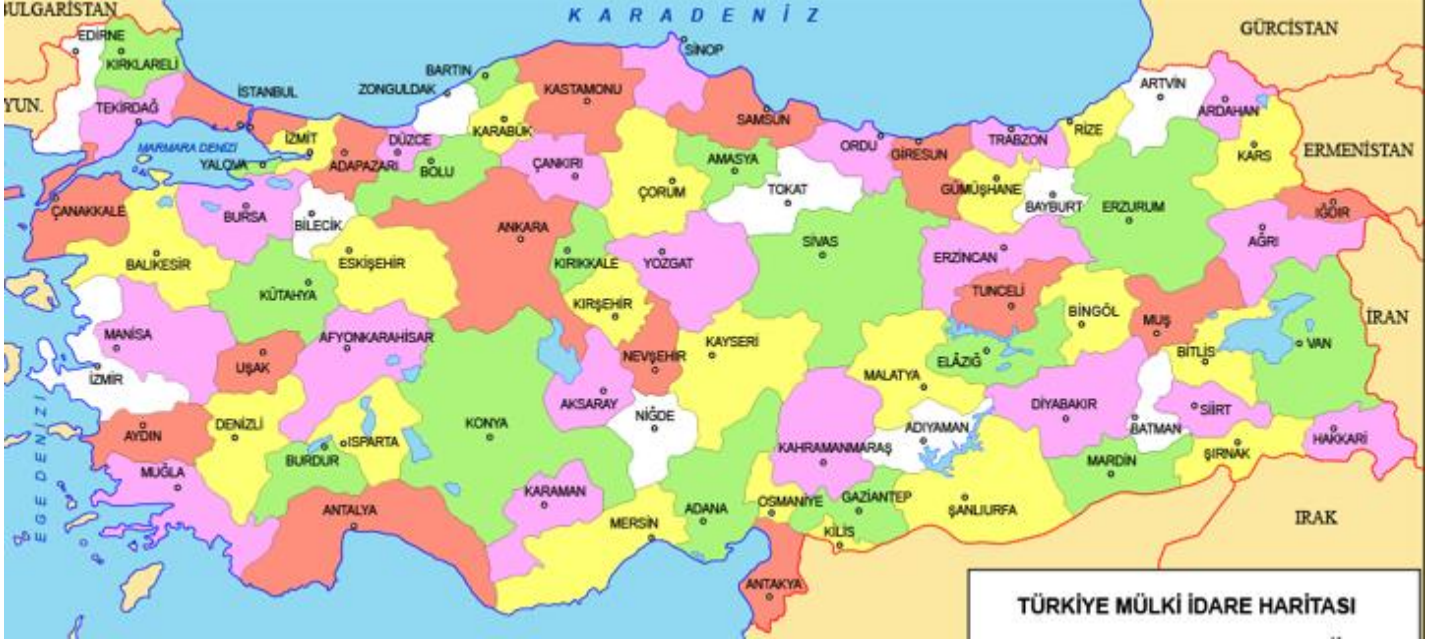 BULGARİSTAN
KARADENİZ
GÜRCİSTAN
EDİRNE
KIRKLARELİ
SİNOP
BARTIN
ZONGULDAK
KASTAMONU
ARTVİN
İSTANBUL
TEKİRDAĞ
YUN.
ARDAHAN
SAMSUN
KARABÜK
RİZE
İZMİT
DÜZCE
TRABZON
ORDU
GİRESUN
KARS
ERMENİSTAN
MARMARA DENİZİ
YALOVA
ADAPAZARI
BOLU
ÇANKIRI
AMASYA
ÇORUM
TOKAT
GÜMÜŞHANE
BAYBURT
ERZURUM
IĞDIR
ÇANAKKALE
BURSA
BİLECİK
ANKARA
SİVAS
AĞRI
BALIKESİR
ESKİŞEHİR
KIRIKKALE
YOZGAT
ERZİNCAN
KÜTAHYA
KIRŞEHİR
TUNCELİ
BİNGÖL
MUŞ
İRAN
MANİSA
AFYONKARAHİSAR
UŞAK
NEVŞEHİR
KAYSERİ
ELÂZIĞ
BİTLİS
VAN
İZMİR
MALATYA
AKSARAY
NİĞDE
DİYABAKIR
SİİRT
BATMAN
AYDIN
DENİZLİ
KONYA
ISPARTA
ADIYAMAN
HAKKARİ
EGE DENİZİ
BURDUR
KAHRAMANMARAŞ
MARDİN
ŞIRNAK
MUĞLA
KARAMAN
OSMANİYE
GAZİANTEP
ŞANLIURFA
ANTALYA
MERSİN
ADANA
KİLİS
IRAK
ANTAKYA
TÜRKİYE MÜLKİ İDARE HARİTASI